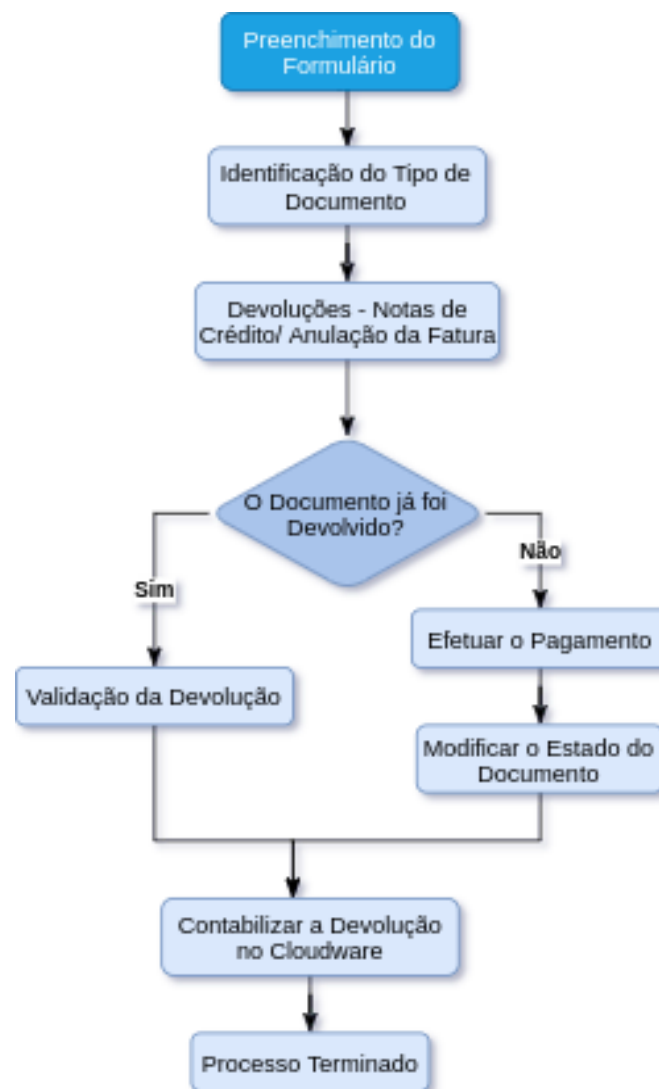 Preenchimento do
Formulário
Identificação do Tipo de
Documento
Devoluções - Notas de
Crédito/ Anulação da Fatura
O Documento já foi
Devolvido?
Não
Sim
Efetuar o Pagamento
Validação da Devolução
Modificar o Estado do
Documento
Contabilizar a Devolução
no Cloudware
Processo Terminado